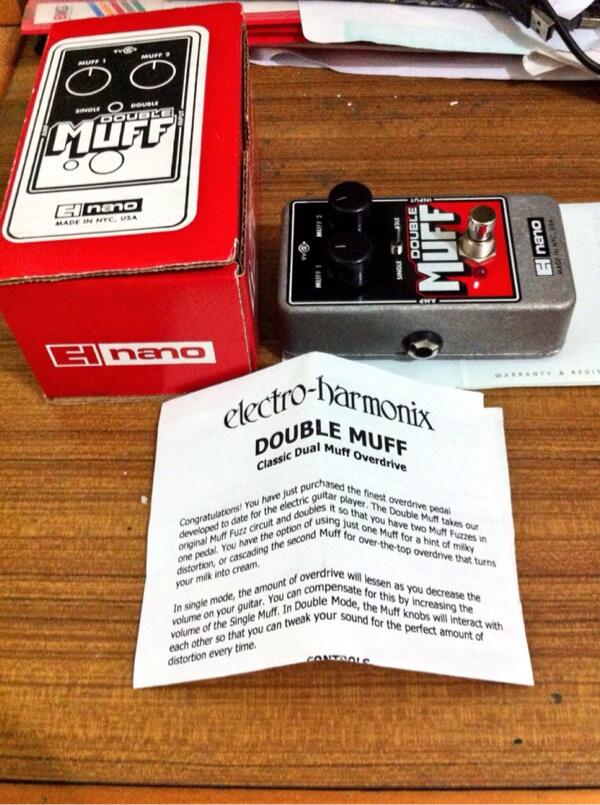 MUFF 1
MUFF 2
9V
SINGLE
DOUBLE
DOUBLE
MUFF
AMP
INPUT
EH nano
MADE IN NYC, USA
EH nano
9V
MUFF 1
MUFF 2
SINGLE
DOUBLE
MUFF
INPUT
AMP
EH nano
MADE IN NYC, USA
WARRANTY & REGI
electro-harmonix
DOUBLE MUFF
Classic Dual Muff Overdrive
Congratulations! You have just purchased the finest overdrive pedal
developed to date for the electric guitar player. The Double Muff takes our
original Muff Fuzz circuit and doubles it so that you have two Muff Fuzzes in
one pedal. You have the option of using just one Muff for a hint of milky
distortion, or cascading the second Muff for over-the-top overdrive that turns
your milk into cream.
In single mode, the amount of overdrive will lessen as you decrease the
volume on your guitar. You can compensate for this by increasing the
volume of the Single Muff. In Double Mode, the Muff knobs will interact with
each other so that you can tweak your sound for the perfect amount of
distortion every time.
CONTROLS